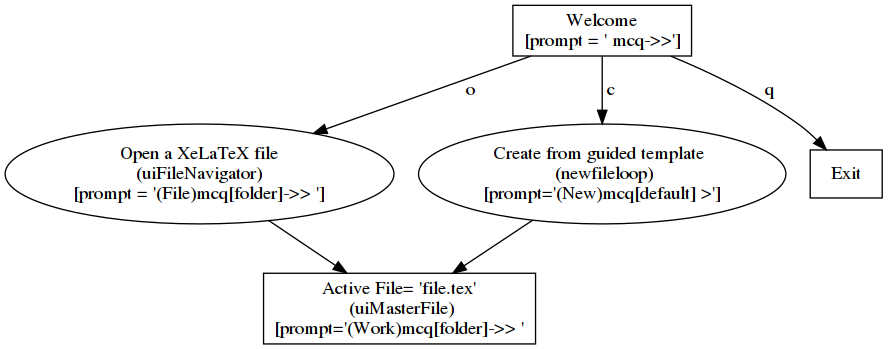 Welcome
[prompt = ' mcq->>']
o
c
q
Open a XeLaTeX file
(uiFileNavigator)
[prompt = '(File)mcq[folder]->> ']
Create from guided template
(newfileloop)
[prompt='(New)mcq[default] >']
Exit
Active File= 'file.tex'
(uiMasterFile)
[prompt='(Work)mcq[folder]->> '